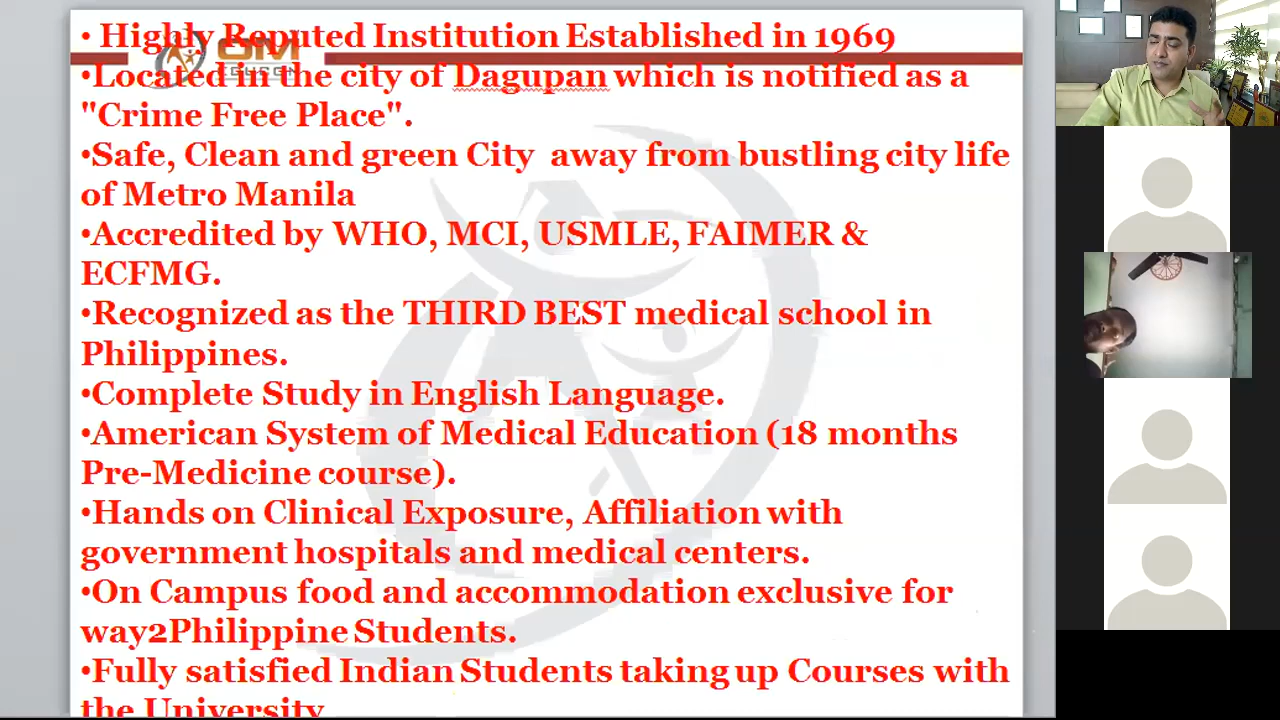 • Highly Reputed Institution Established in 1969
OM
EDUCON
•Located in the city of Dagupan which is notified as a
"Crime Free Place".
•Safe, Clean and green City away from bustling city life
of Metro Manila
•Accredited by WHO, MCI, USMLE, FAIMER &
ECFMG.
•Recognized as the THIRD BEST medical school in
Philippines.
•Complete Study in English Language.
•American System of Medical Education (18 months
Pre-Medicine course).
•Hands on Clinical Exposure, Affiliation with
government hospitals and medical centers.
•On Campus food and accommodation exclusive for
way2Philippine Students.
•Fully satisfied Indian Students taking up Courses with
the University